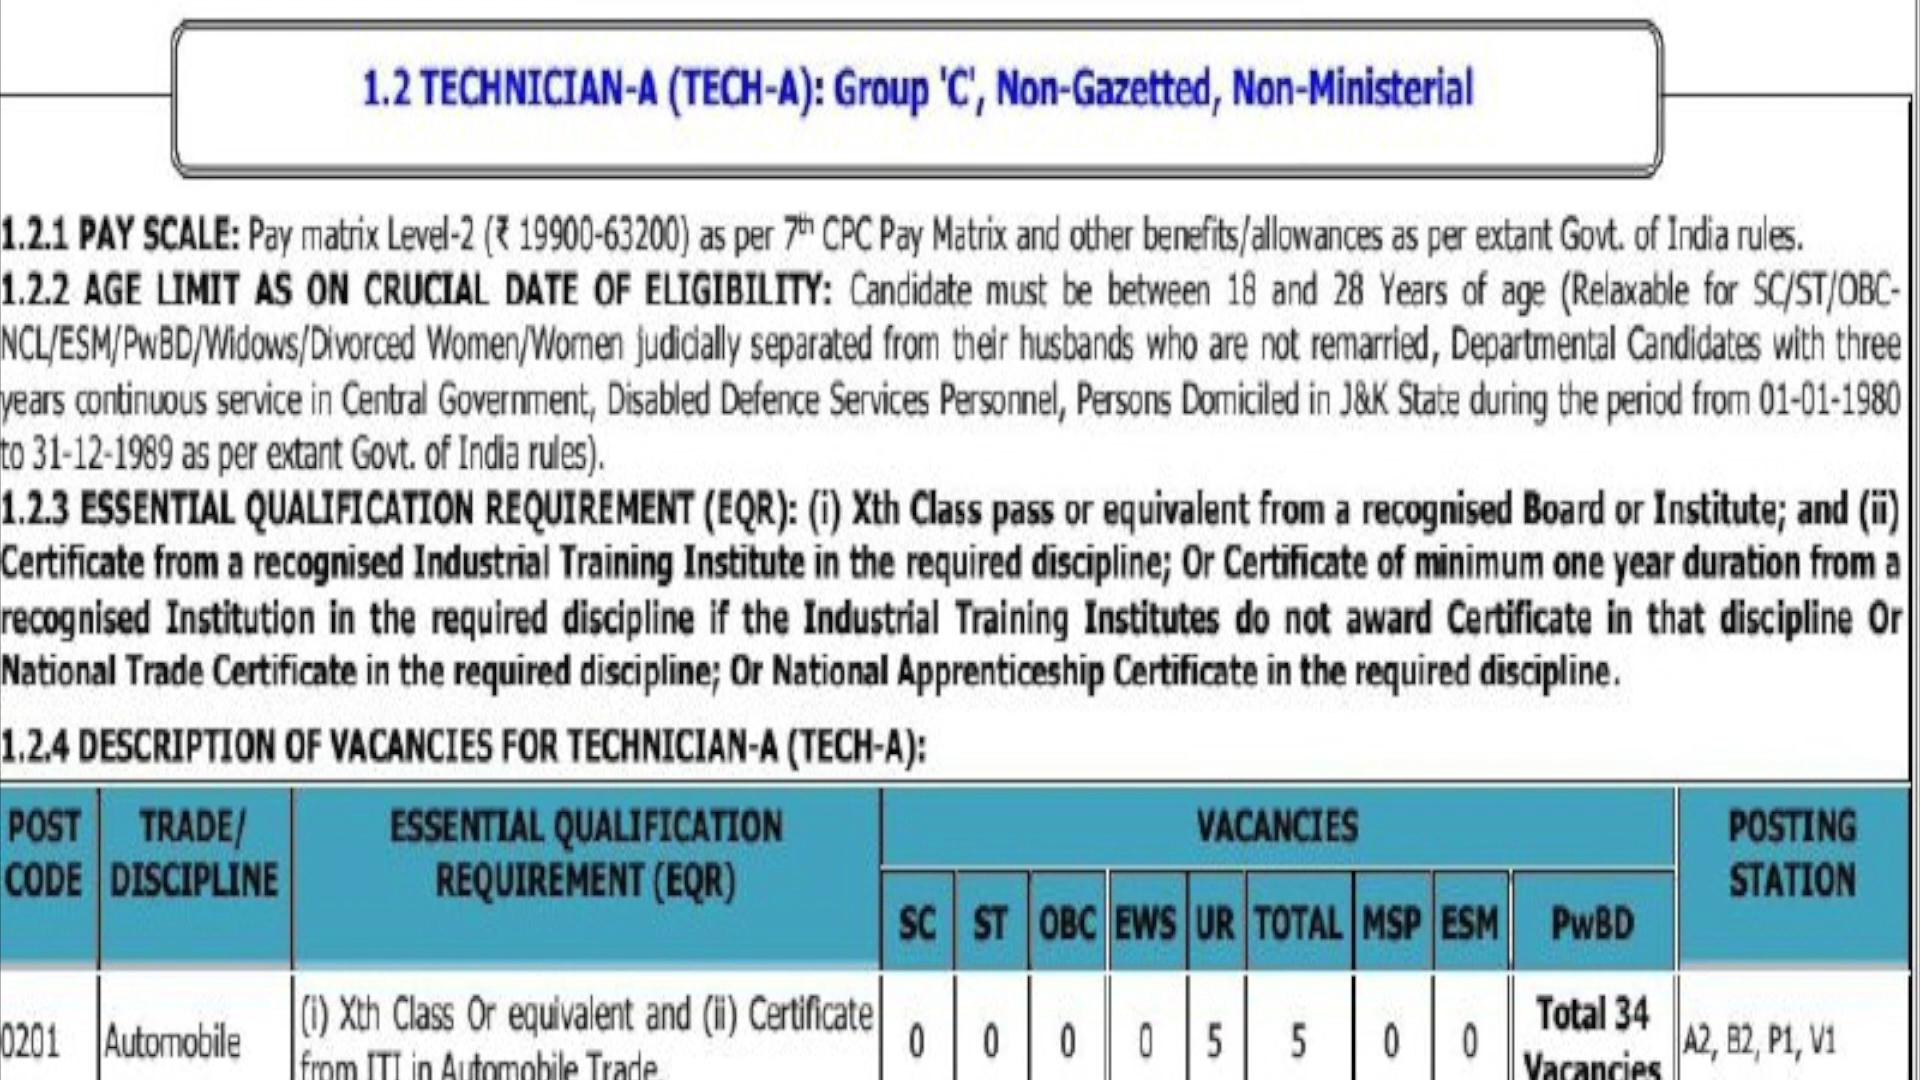 1.2 TECHNICIAN-A (TECH-A): Group 'C', Non-Gazetted, Non-Ministerial
1.2.1 PAY SCALE: Pay matrix Level-2 (₹ 19900-63200) as per 7th CPC Pay Matrix and other benefits/allowances as per extant Govt. of India rules.
1.2.2 AGE LIMIT AS ON CRUCIAL DATE OF ELIGIBILITY: Candidate must be between 18 and 28 Years of age (Relaxable for SC/ST/OBC-
NCL/ESM/PwBD/Widows/Divorced Women/Women judicially separated from their husbands who are not remarried, Departmental Candidates with three
years continuous service in Central Government, Disabled Defence Services Personnel, Persons Domiciled in J&K State during the period from 01-01-1980
to 31-12-1989 as per extant Govt. of India rules).
1.2.3 ESSENTIAL QUALIFICATION REQUIREMENT (EQR): (i) Xth Class pass or equivalent from a recognised Board or Institute; and (ii)
Certificate from a recognised Industrial Training Institute in the required discipline; Or Certificate of minimum one year duration from a
recognised Institution in the required discipline if the Industrial Training Institutes do not award Certificate in that discipline Or
National Trade Certificate in the required discipline; Or National Apprenticeship Certificate in the required discipline.
1.2.4 DESCRIPTION OF VACANCIES FOR TECHNICIAN-A (TECH-A):
POST CODE
TRADE/ DISCIPLINE
ESSENTIAL QUALIFICATION
REQUIREMENT (EQR)
VACANCIES
POSTING STATION
SC ST OBC EWS UR TOTAL MSP ESM PwBD
0201 Automobile
(i) Xth Class Or equivalent and (ii) Certificate
from ITI in Automobile Trade.
0 0 0 0 5 5 0 0
Total 34
Vacancies
A2, B2, P1, V1